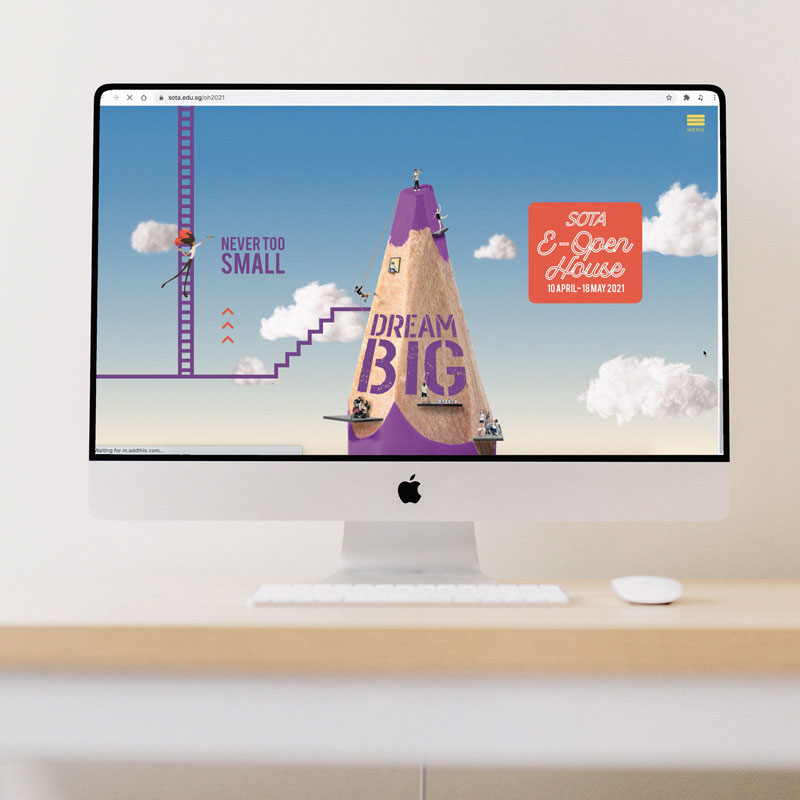 sota.edu.sg/oh2021
MENU
NEVER TOO
SMALL
SOTA
E-Open
House
10 APRIL - 18 MAY 2021
DREAM
BIG
Waiting for m.addthis.com...